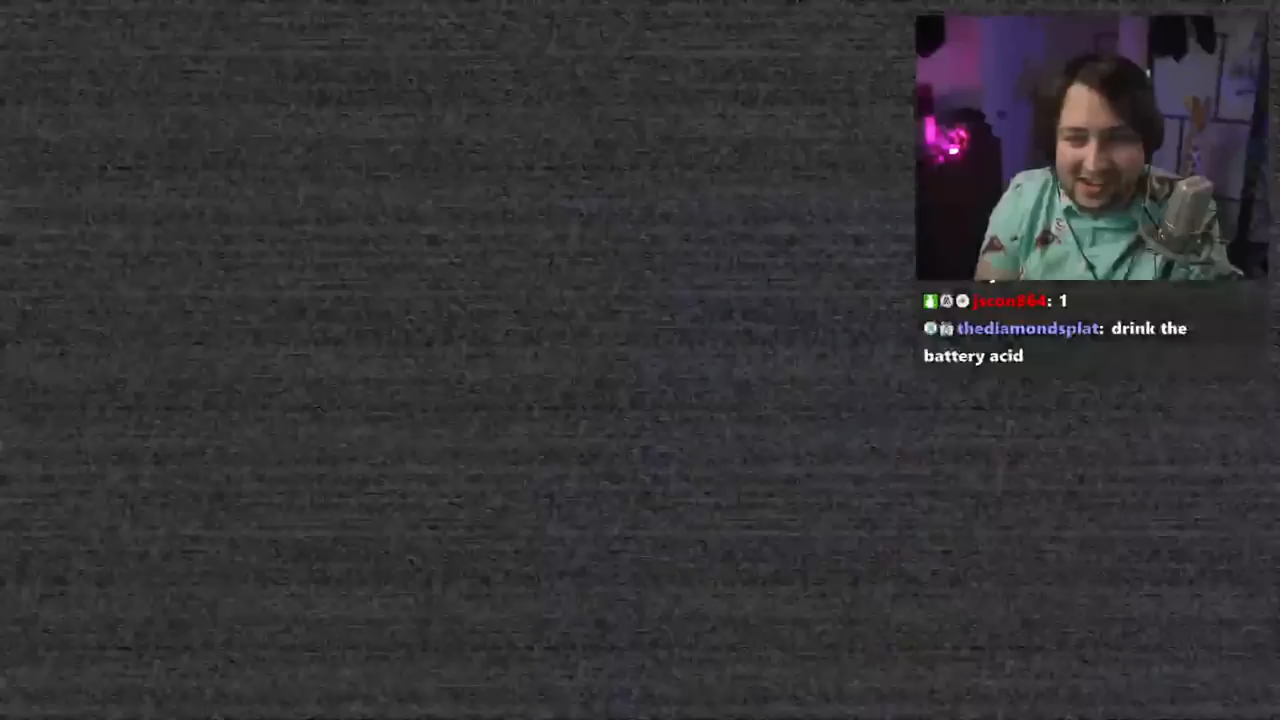 jscon864: 1
thediamondsplat: drink the
battery acid